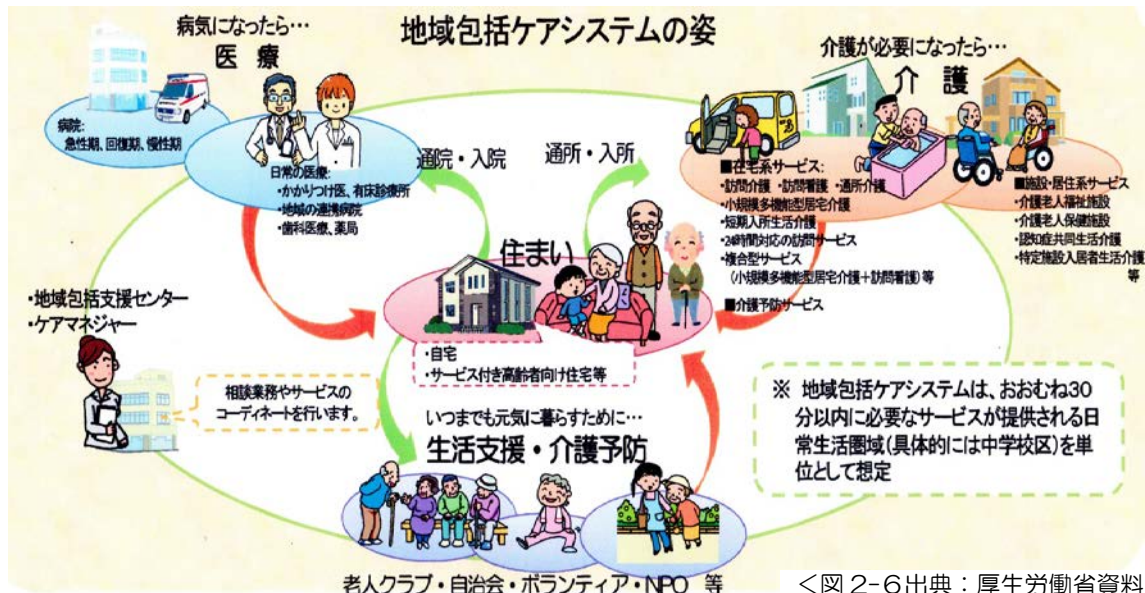 地域包括ケアシステムの姿
病気になったら…
医 療
病院:
急性期、回復期、慢性期
日常の医療:
・かかりつけ医、有床診療所
・地域の連携病院
・歯科医療、薬局
通院・入院
通所・入所
介護が必要になったら…
介 護
■在宅系サービス:
・訪問介護 ・訪問看護 ・通所介護
・小規模多機能型居宅介護
・短期入所生活介護
・24時間対応の訪問サービス
・複合型サービス
(小規模多機能型居宅介護+訪問看護)等
■介護予防サービス
■施設・居住系サービス
・介護老人福祉施設
・介護老人保健施設
・認知症共同生活介護
・特定施設入居者生活介護
等
住まい
・自宅
・サービス付き高齢者向け住宅等
・地域包括支援センター
・ケアマネジャー
相談業務やサービスの
コーディネートを行います。
いつまでも元気に暮らすために…
生活支援・介護予防
老人クラブ・自治会・ボランティア・NPO 等
※ 地域包括ケアシステムは、おおむね30
分以内に必要なサービスが提供される日
常生活圏域(具体的には中学校区)を単
位として想定
<図2-6出典:厚生労働省資料